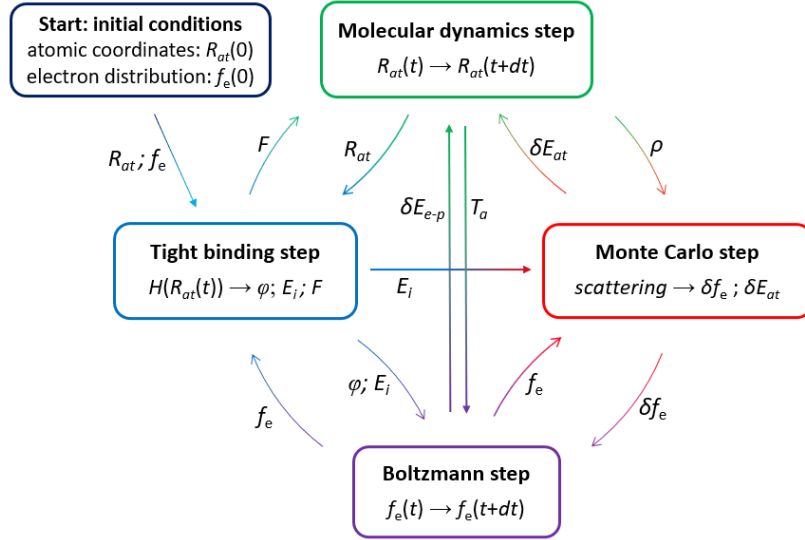 Start: initial conditions
atomic coordinates: R_at(0)
electron distribution: f_e(0)
Molecular dynamics step
R_at(t) → R_at(t+dt)
R_at; f_e
F
R_at
δE_at
ρ
δE_e-p
T_a
Tight binding step
H(R_at(t)) → φ; E_i; F
E_i
Monte Carlo step
scattering → δf_e ; δE_at
f_e
φ; E_i
f_e
δf_e
Boltzmann step
f_e(t) → f_e(t+dt)